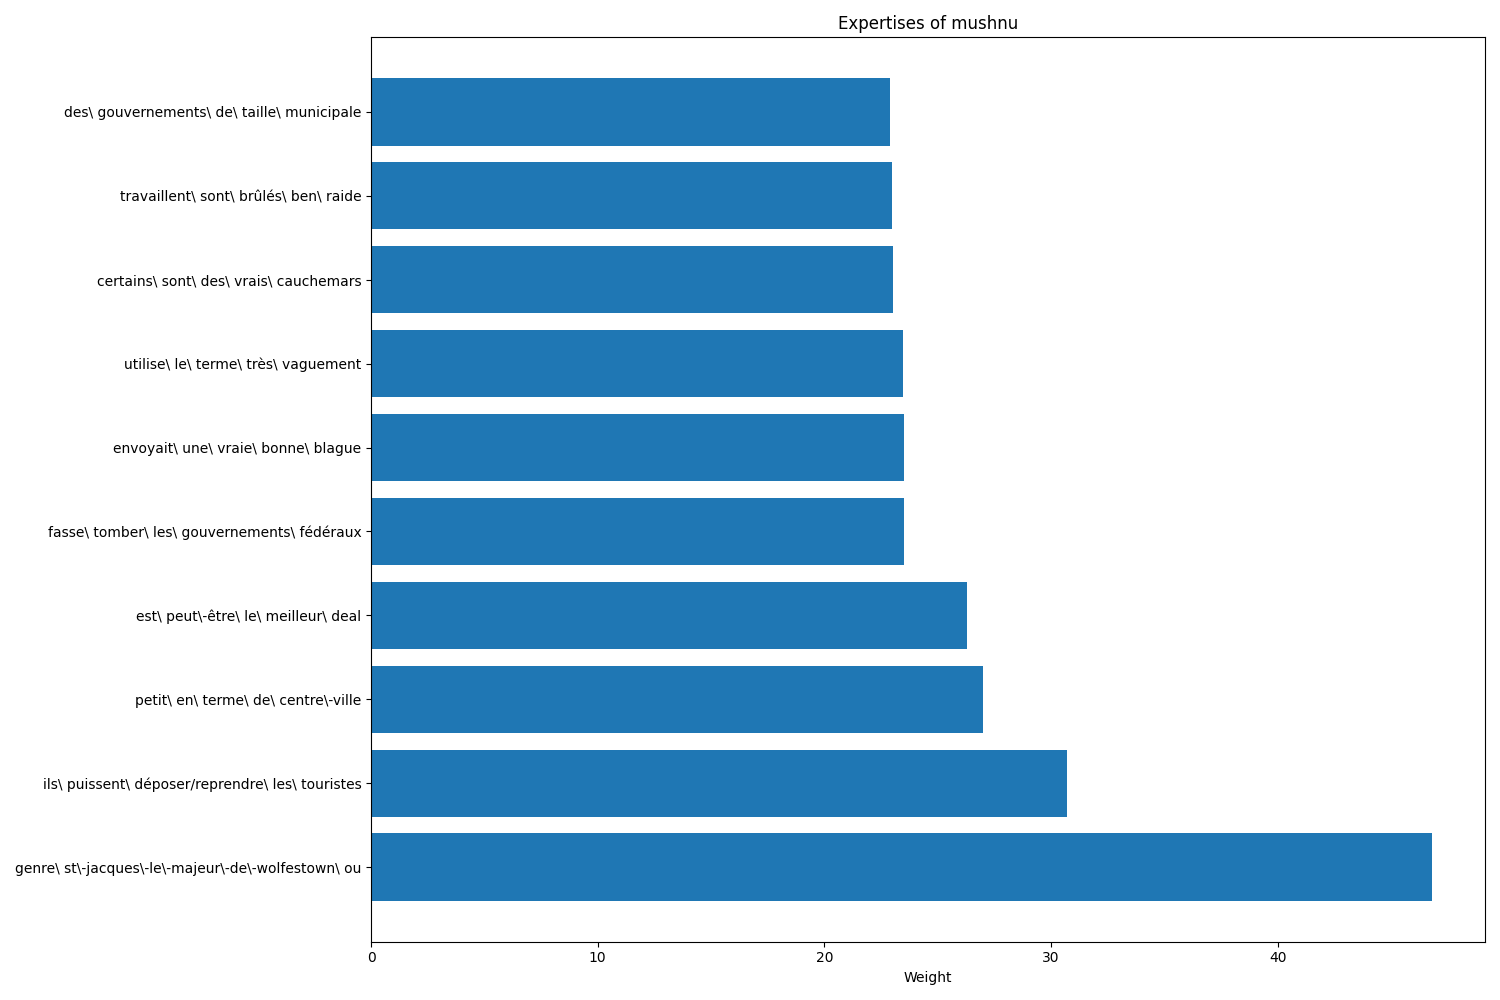 Expertises of mushnu
des\ gouvernements\ de\ taille\ municipale
travaillent\ sont\ brûlés\ ben\ raide
certains\ sont\ des\ vrais\ cauchemars
utilise\ le\ terme\ très\ vaguement
envoyait\ une\ vraie\ bonne\ blague
fasse\ tomber\ les\ gouvernements\ fédéraux
est\ peut\-être\ le\ meilleur\ deal
petit\ en\ terme\ de\ centre\-ville
ils\ puissent\ déposer/reprendre\ les\ touristes
genre\ st\-jacques\-le\-majeur\-de\-wolfestown\ ou
0 10 20 30 40
Weight